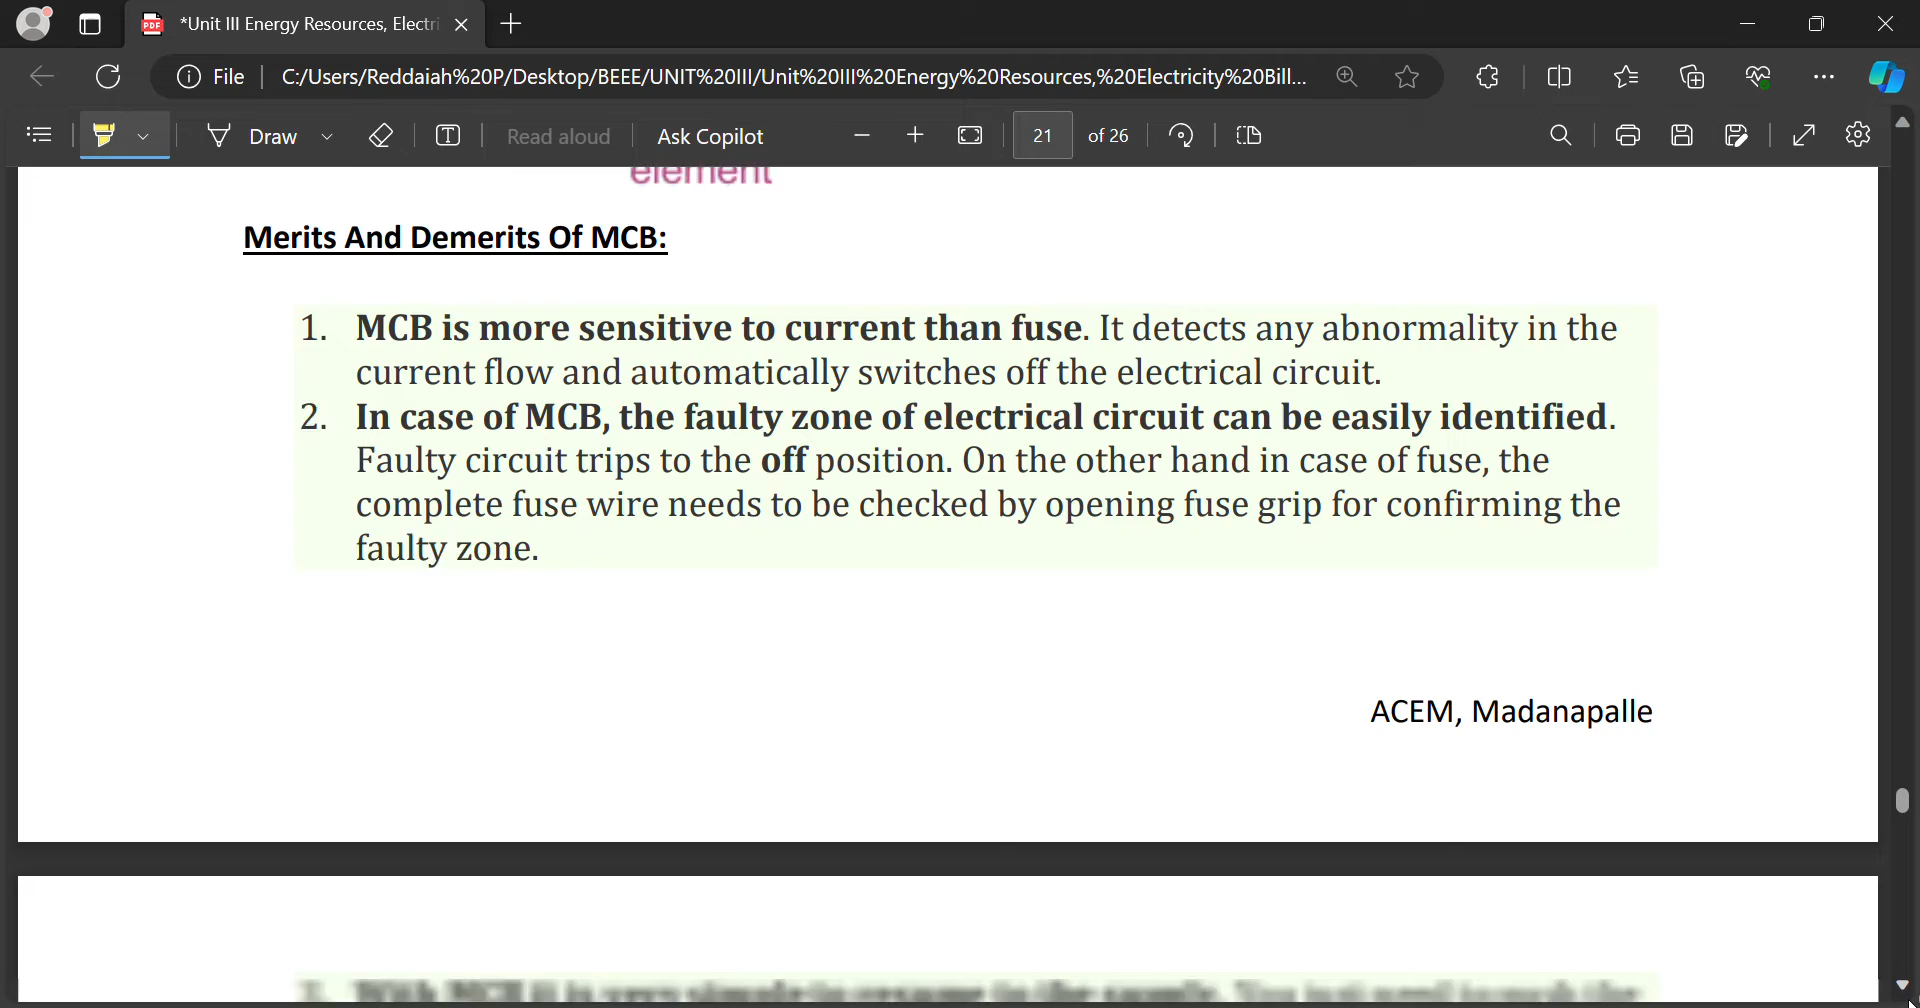 *Unit III Energy Resources, Electri
File
C:/Users/Reddaiah%20P/Desktop/BEEE/UNIT%20III/Unit%20III%20Energy%20Resources,%20Electricity%20Bill...
Draw
Read aloud
Ask Copilot
21 of 26
element
Merits And Demerits Of MCB:
1. MCB is more sensitive to current than fuse. It detects any abnormality in the
current flow and automatically switches off the electrical circuit.
2. In case of MCB, the faulty zone of electrical circuit can be easily identified.
Faulty circuit trips to the off position. On the other hand in case of fuse, the
complete fuse wire needs to be checked by opening fuse grip for confirming the
faulty zone.
ACEM, Madanapalle